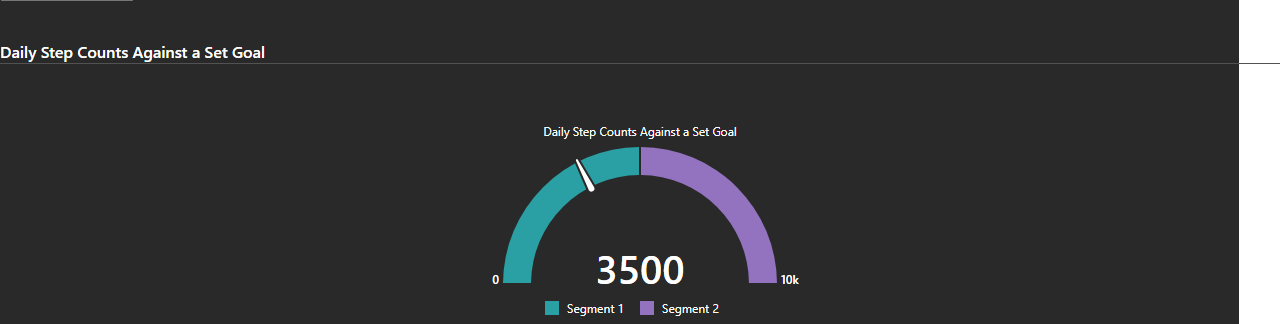 Daily Step Counts Against a Set Goal
Daily Step Counts Against a Set Goal
0 3500 10k
Segment 1 Segment 2